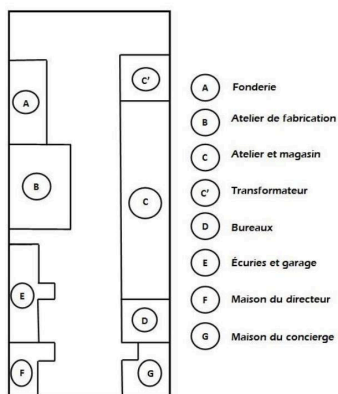 A
C'
B
C
E
D
F
G
A Fonderie
B Atelier de fabrication
C Atelier et magasin
C' Transformateur
D Bureaux
E Écuries et garage
F Maison du directeur
G Maison du concierge